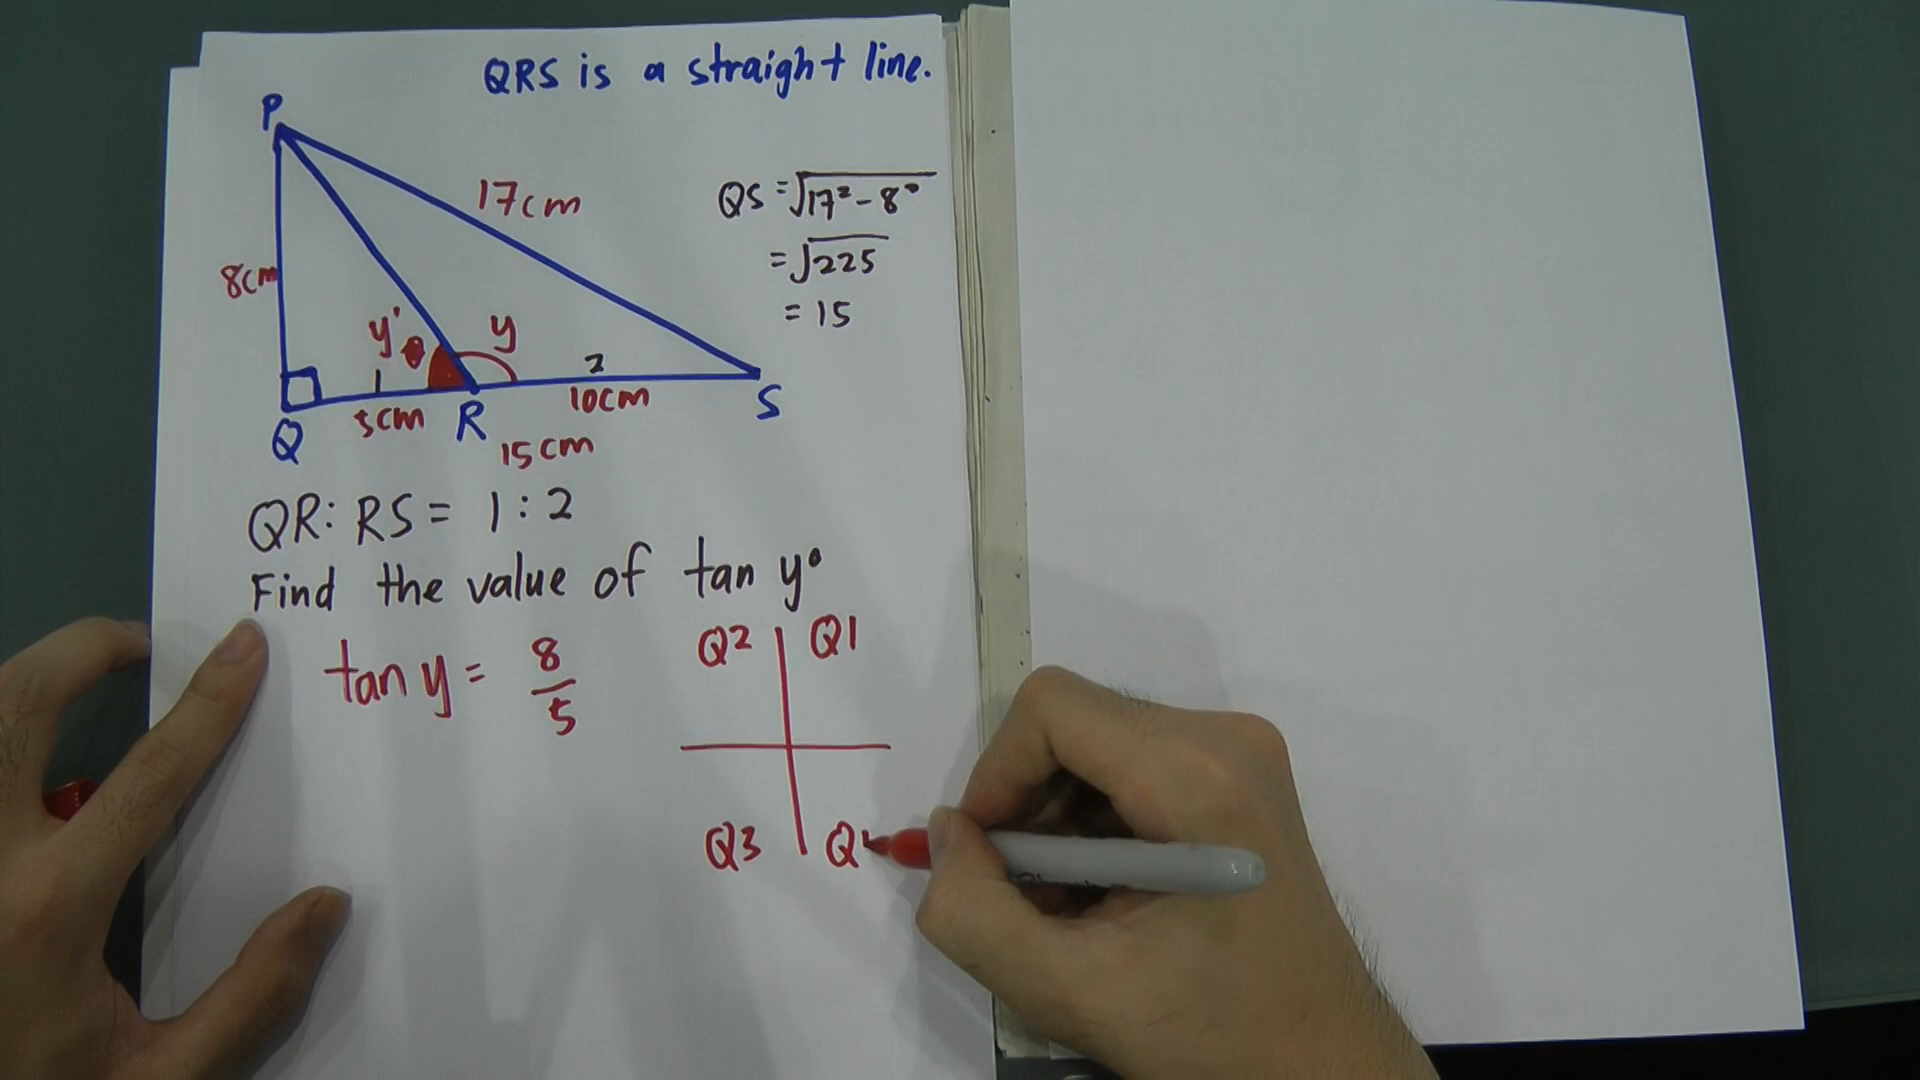 QRS is a straight line.
P
17cm
QS = √17² - 8²
= √225
= 15
8cm
y'
θ
y
1
2
5cm
10cm
Q
R
S
15cm
QR: RS = 1 : 2
Find the value of tan y°
tan y = 8/5
Q2
Q1
Q3
Q4